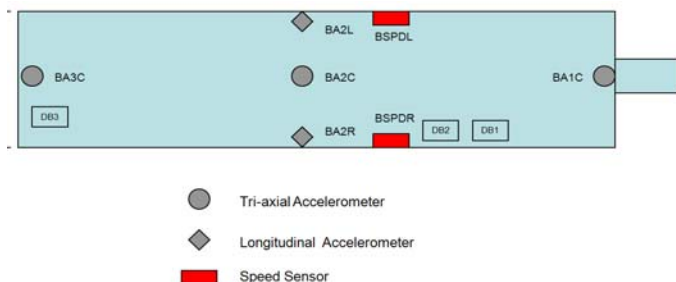 BA2L
BSPDL
BA3C
BA2C
BA1C
DB3
BSPDR
BA2R
DB2
DB1
Tri-axial Accelerometer
Longitudinal Accelerometer
Speed Sensor